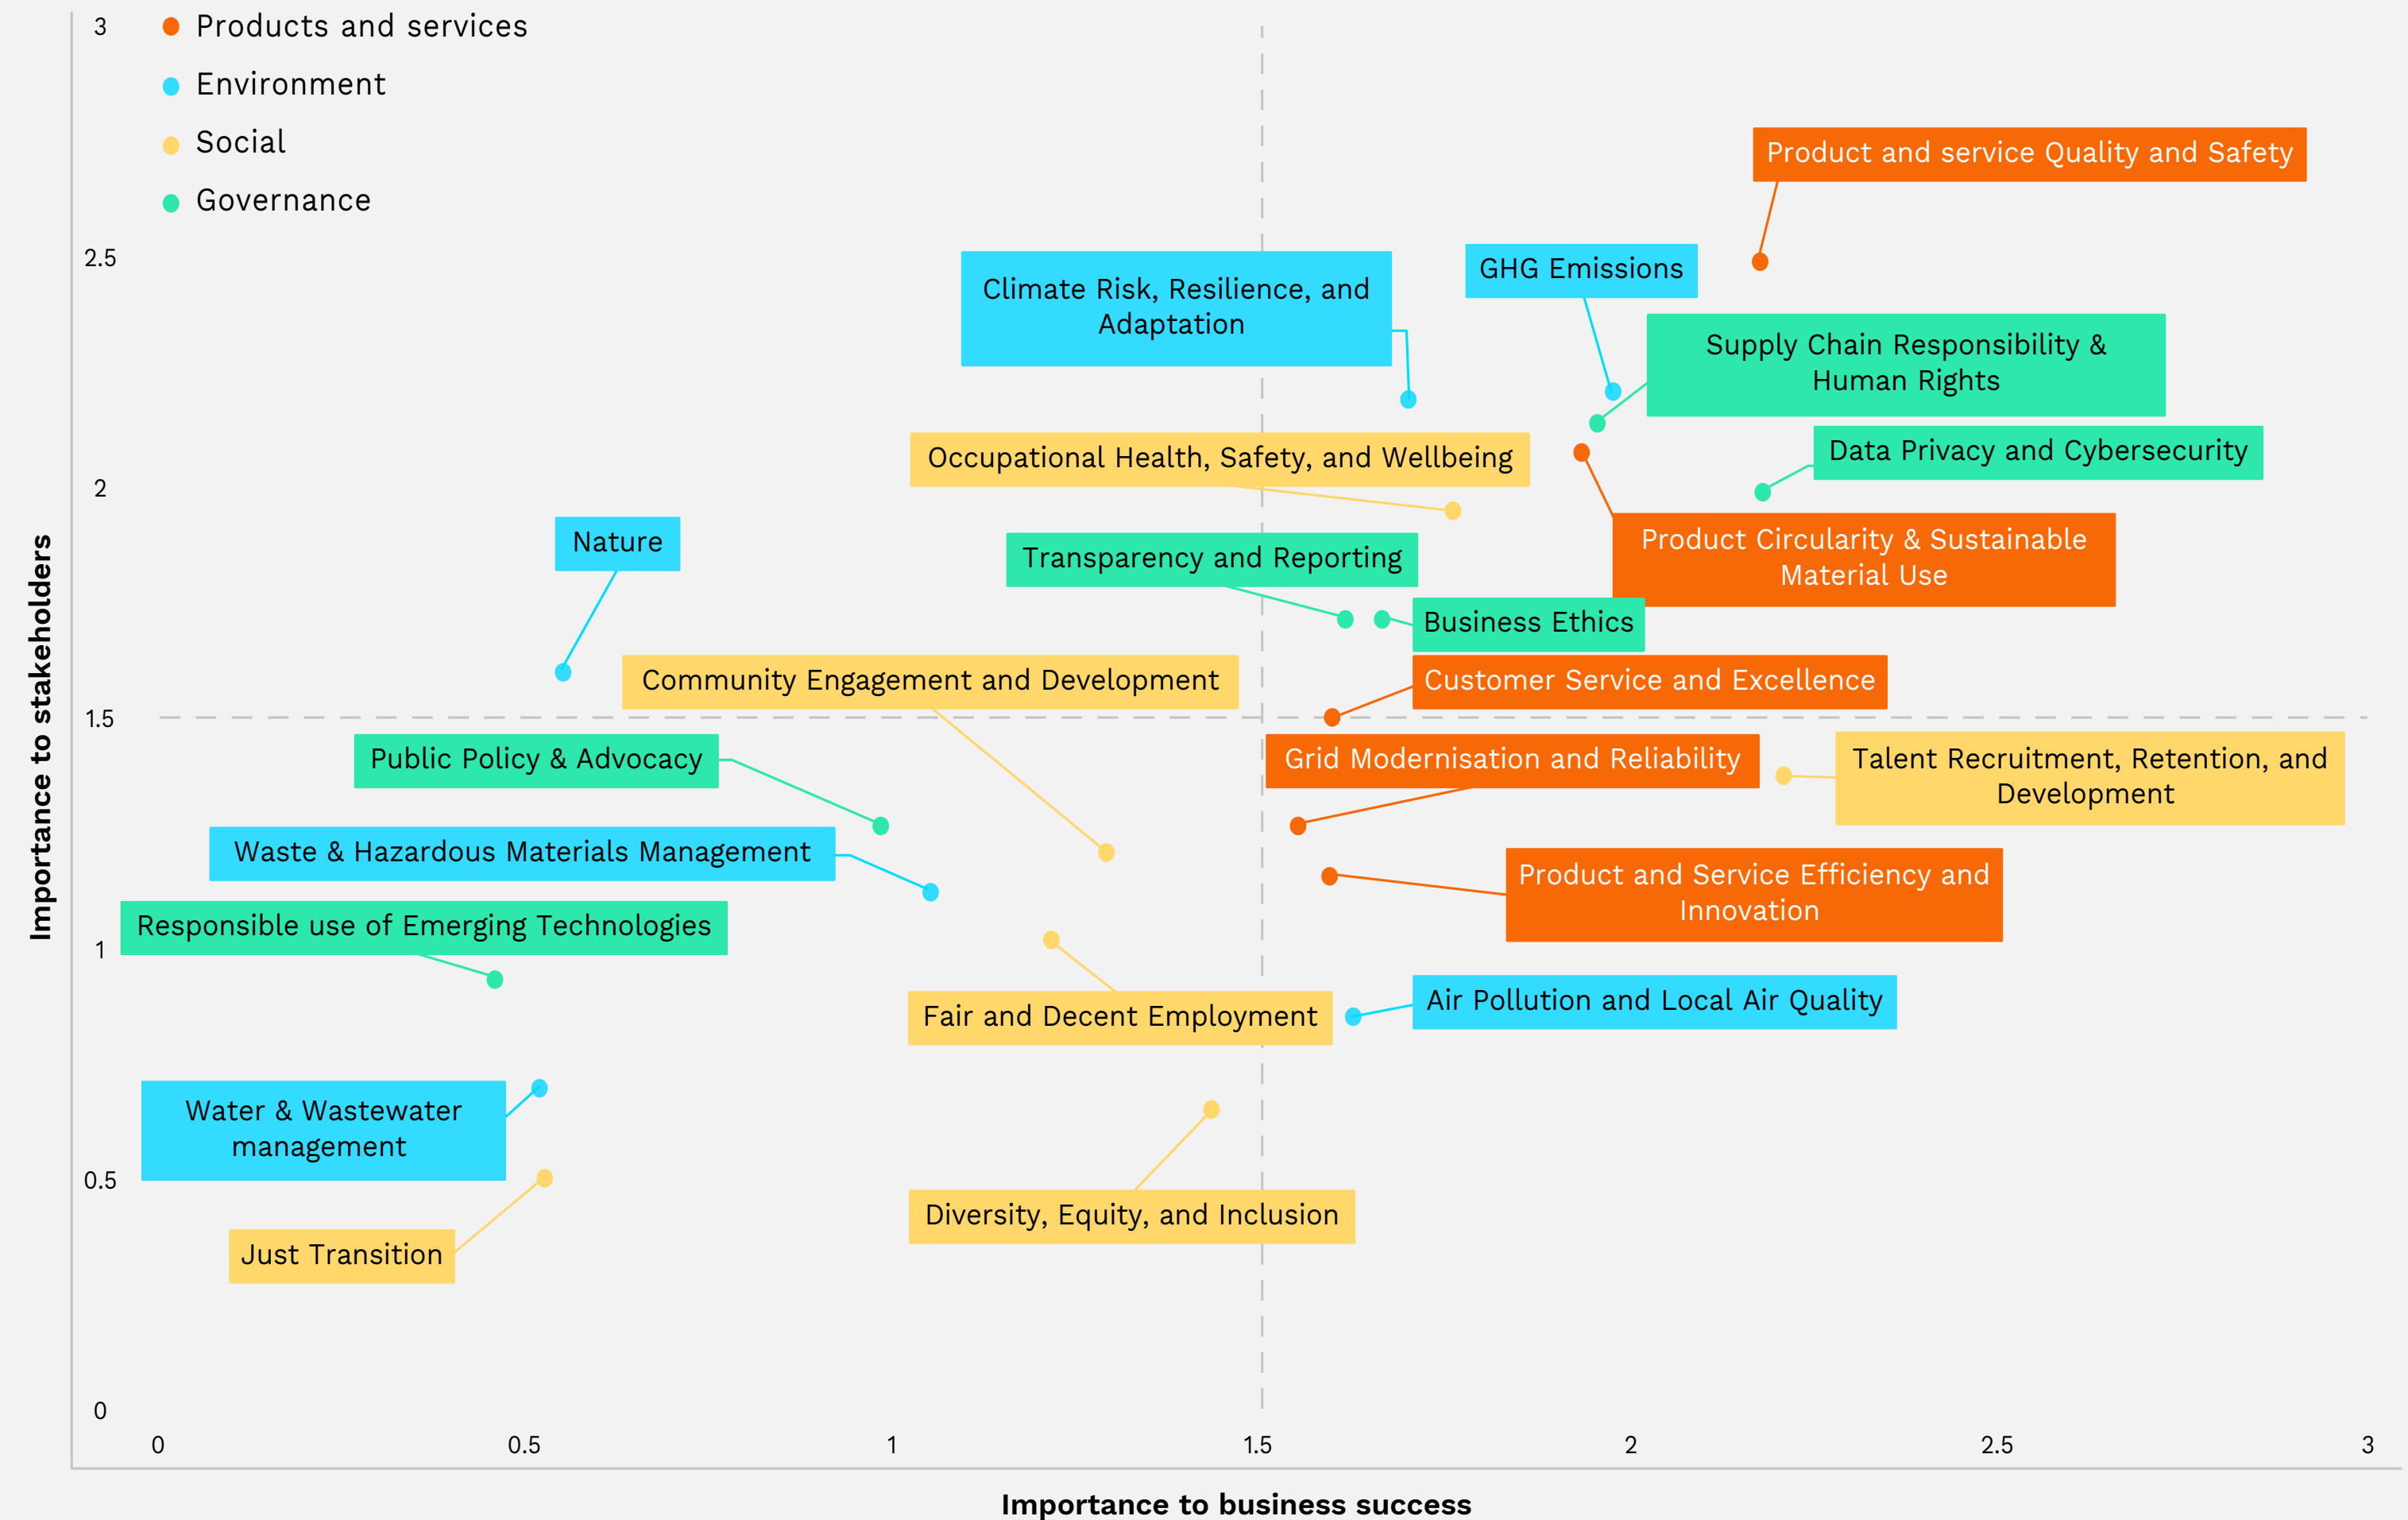 3
Products and services
Environment
Social
Governance
Product and service Quality and Safety
2.5
Climate Risk, Resilience, and
Adaptation
GHG Emissions
Supply Chain Responsibility &
Human Rights
Occupational Health, Safety, and Wellbeing
Data Privacy and Cybersecurity
2
Nature
Transparency and Reporting
Product Circularity & Sustainable
Material Use
Business Ethics
Importance to stakeholders
Community Engagement and Development
Customer Service and Excellence
1.5
Public Policy & Advocacy
Grid Modernisation and Reliability
Talent Recruitment, Retention, and
Development
Waste & Hazardous Materials Management
Product and Service Efficiency and
Innovation
Responsible use of Emerging Technologies
1
Fair and Decent Employment
Air Pollution and Local Air Quality
Water & Wastewater
management
0.5
Diversity, Equity, and Inclusion
Just Transition
0
0
0.5
1
1.5
2
2.5
3
Importance to business success